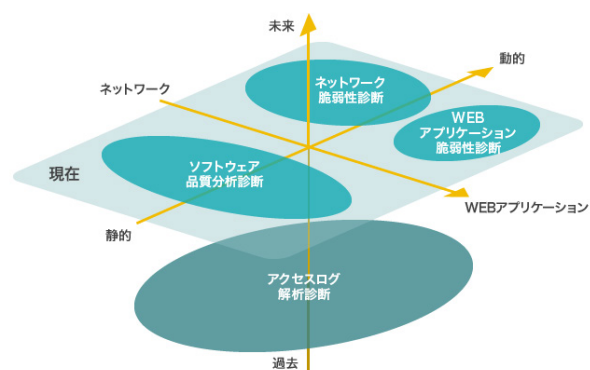 未来
動的
ネットワーク
脆弱性診断
ネットワーク
WEB
アプリケーション
脆弱性診断
ソフトウェア
品質分析診断
現在
WEBアプリケーション
静的
アクセスログ
解析診断
過去